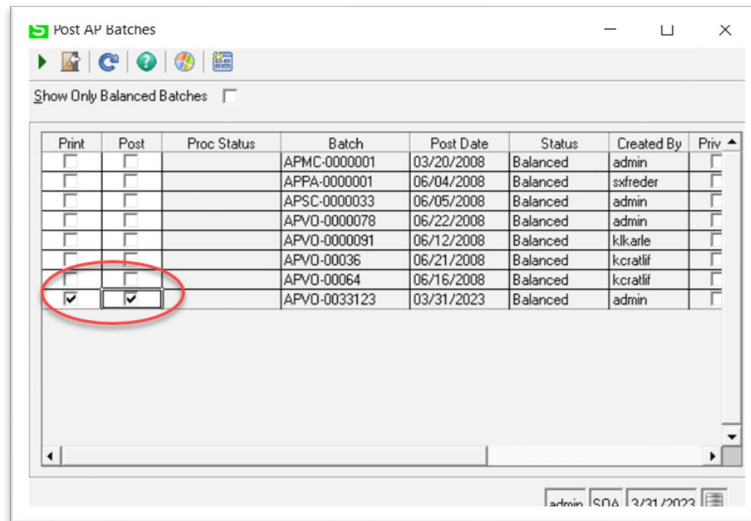 Post AP Batches
Show Only Balanced Batches
Print Post Proc Status Batch Post Date Status Created By Priv
APMC-0000001 03/20/2008 Balanced admin
APPA-0000001 06/04/2008 Balanced sxfreder
APSC-0000033 06/05/2008 Balanced admin
APVO-0000078 06/22/2008 Balanced admin
APVO-0000091 06/12/2008 Balanced klkarle
APVO-00036 06/21/2008 Balanced kcratlif
APVO-00064 06/16/2008 Balanced kcratlif
APVO-0033123 03/31/2023 Balanced admin
admin SOA 3/31/2023